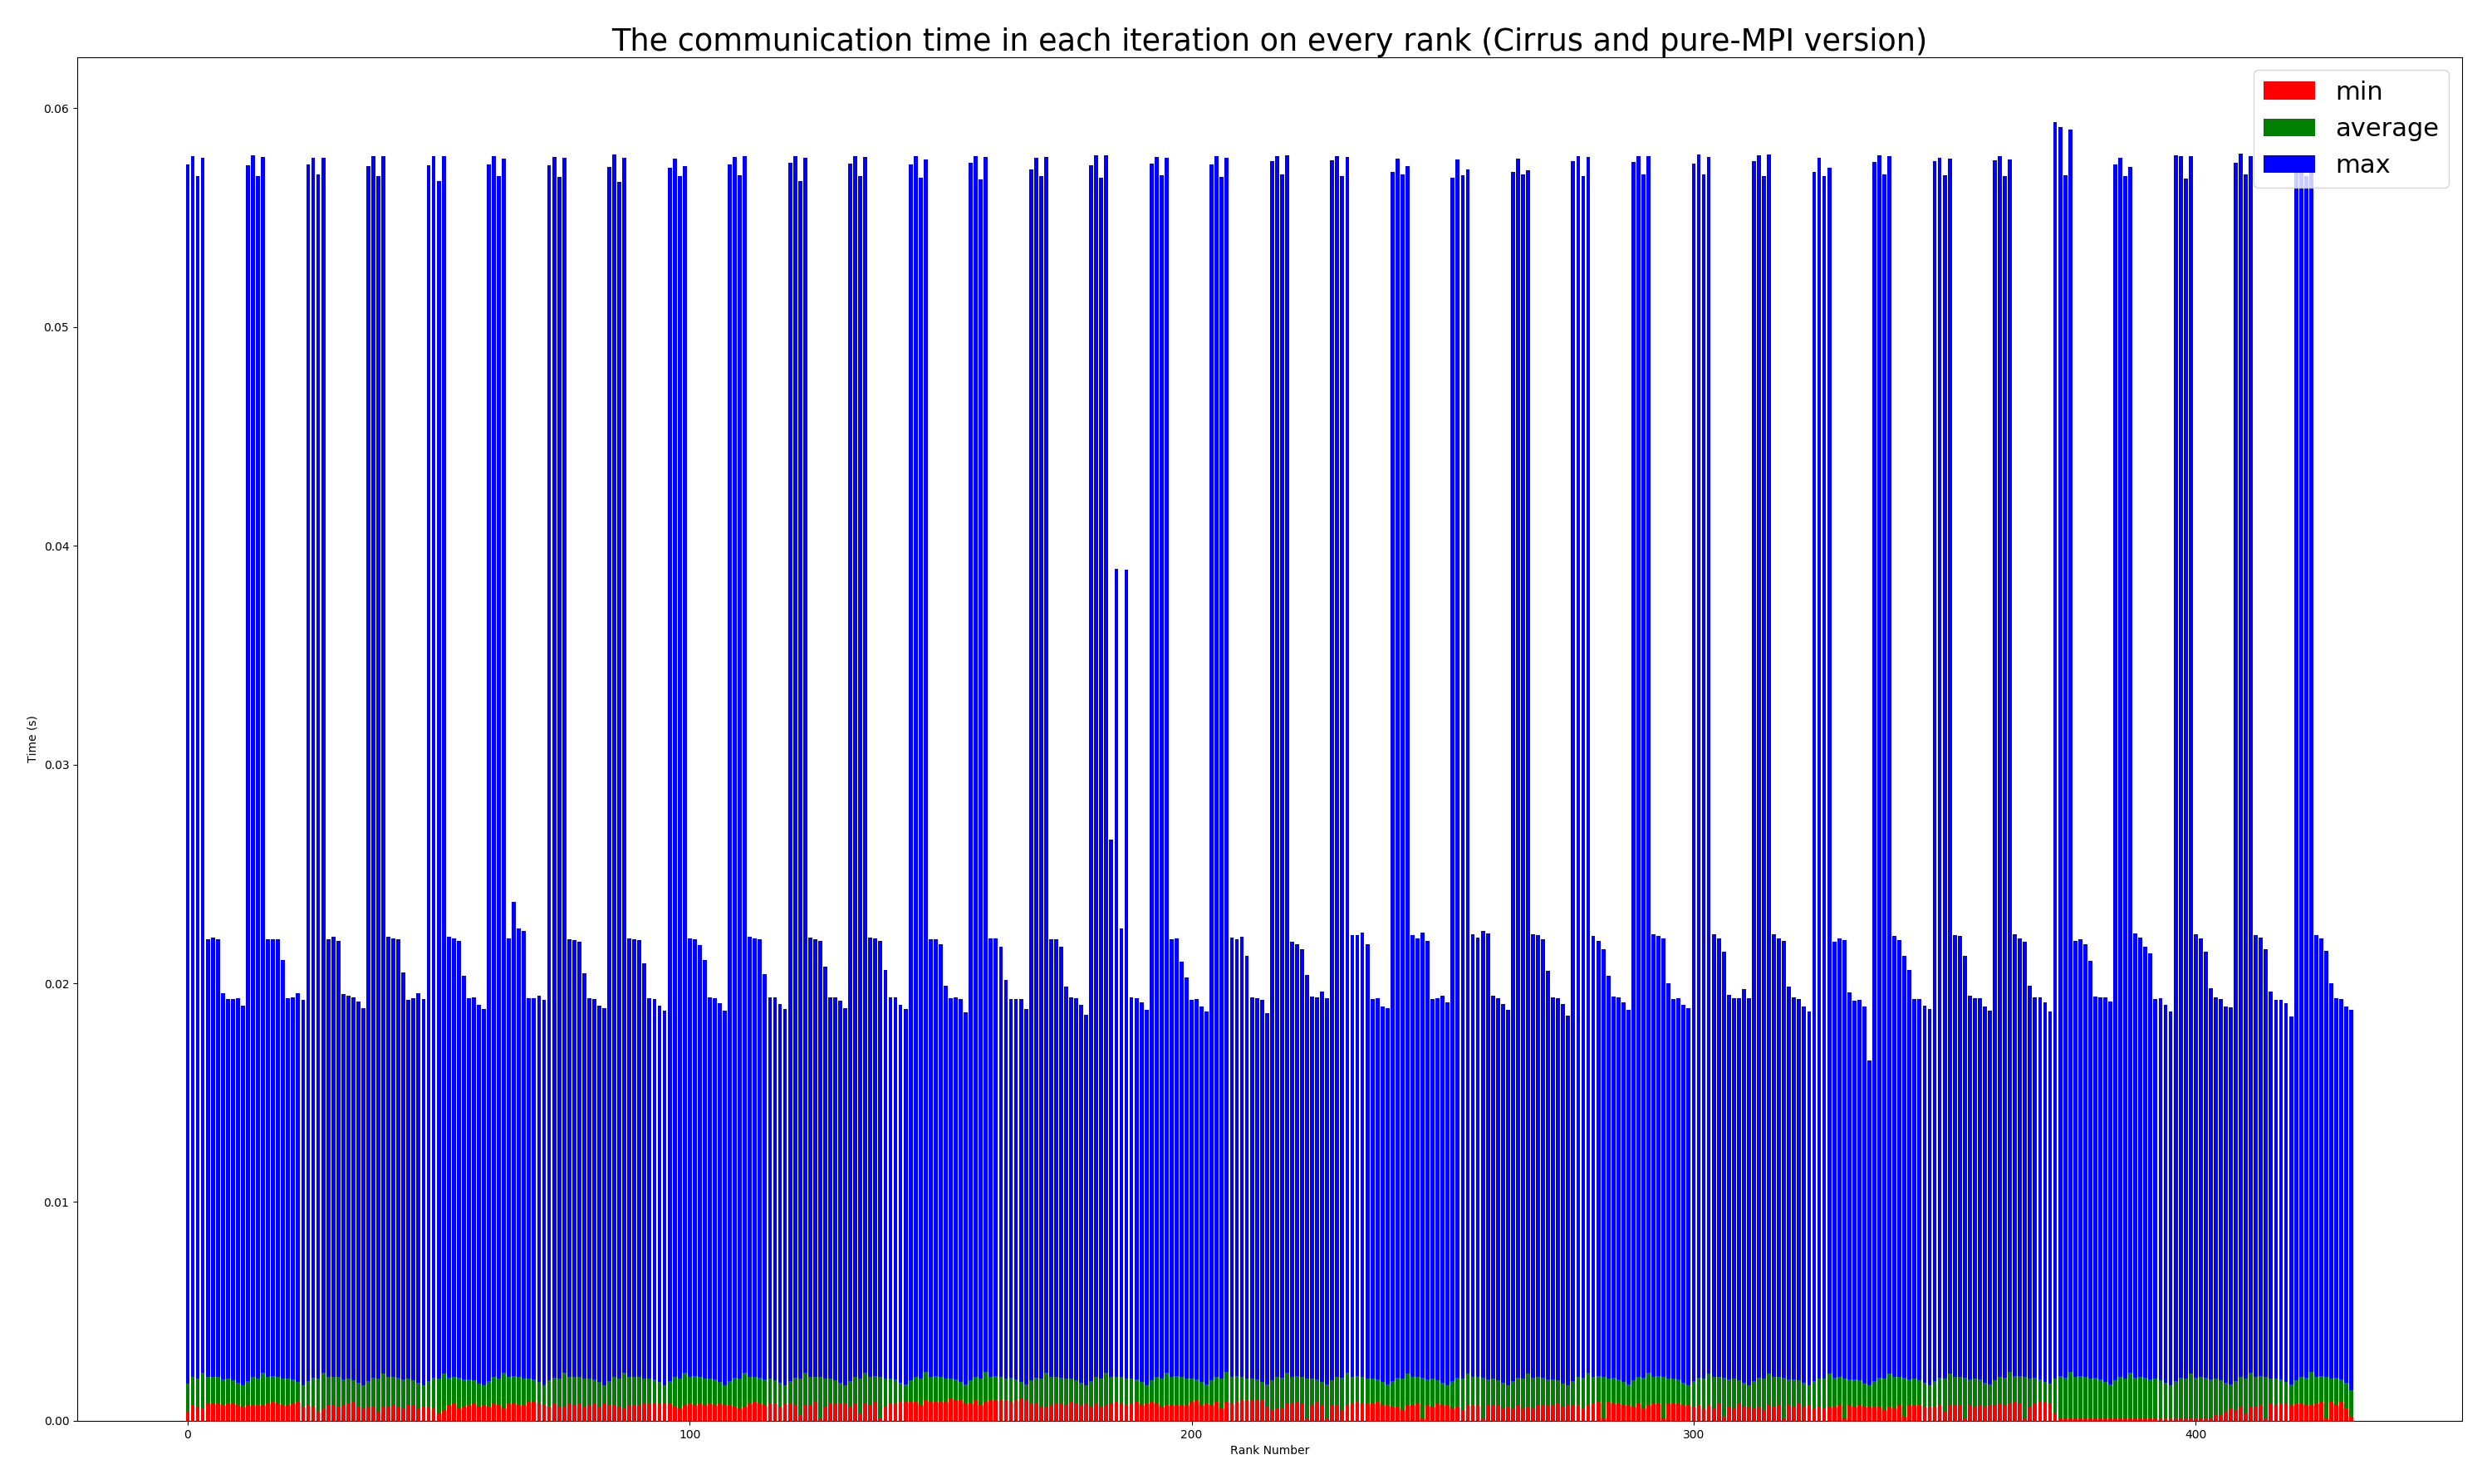 The communication time in each iteration on every rank (Cirrus and pure-MPI version)
min
average
max
0.06
0.05
0.04
0.03
0.02
0.01
0.00
Time (s)
0
100
200
300
400
Rank Number